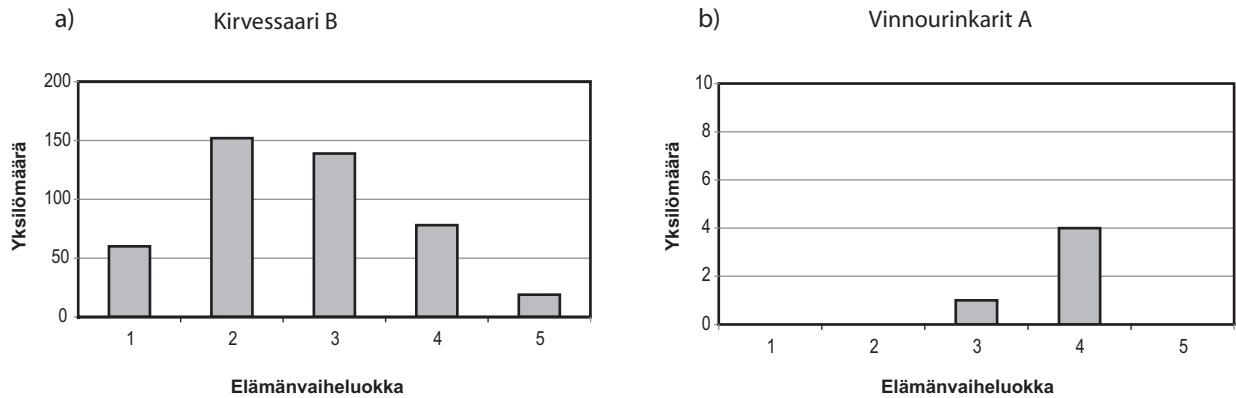 a)
Kirvessaari B
200
150
100
50
0
Yksilömäärä
1 2 3 4 5
Elämänvaiheluokka
b)
Vinnourinkarit A
10
8
6
4
2
0
Yksilömäärä
1 2 3 4 5
Elämänvaiheluokka